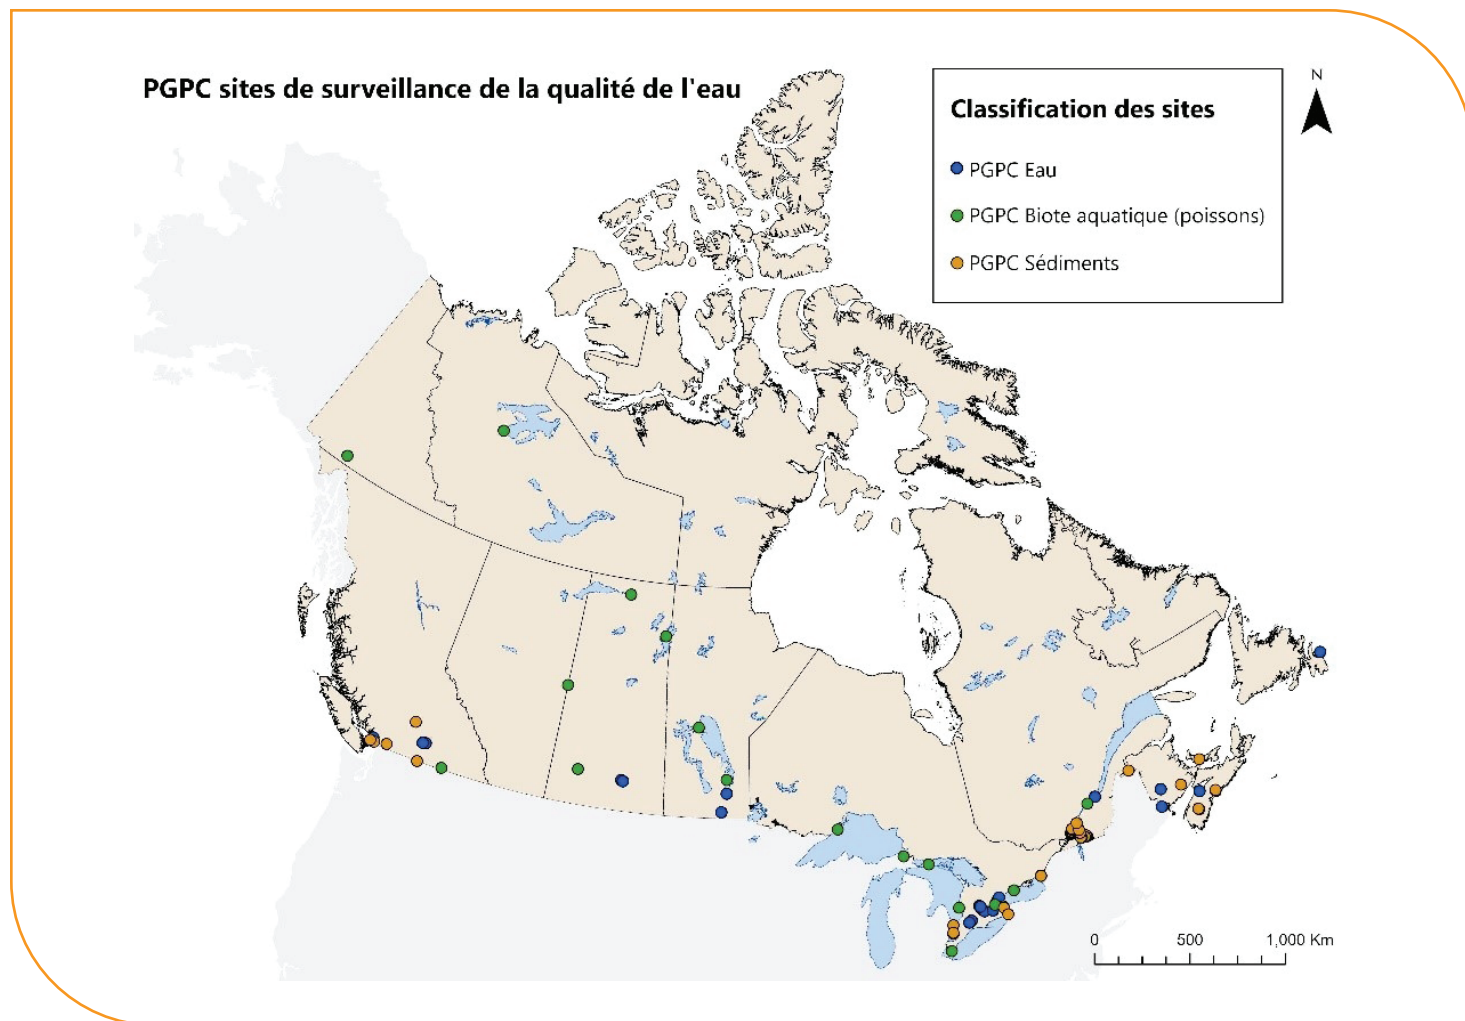 PGPC sites de surveillance de la qualité de l'eau
Classification des sites
PGPC Eau
PGPC Biote aquatique (poissons)
PGPC Sédiments
N
0 500 1,000 Km